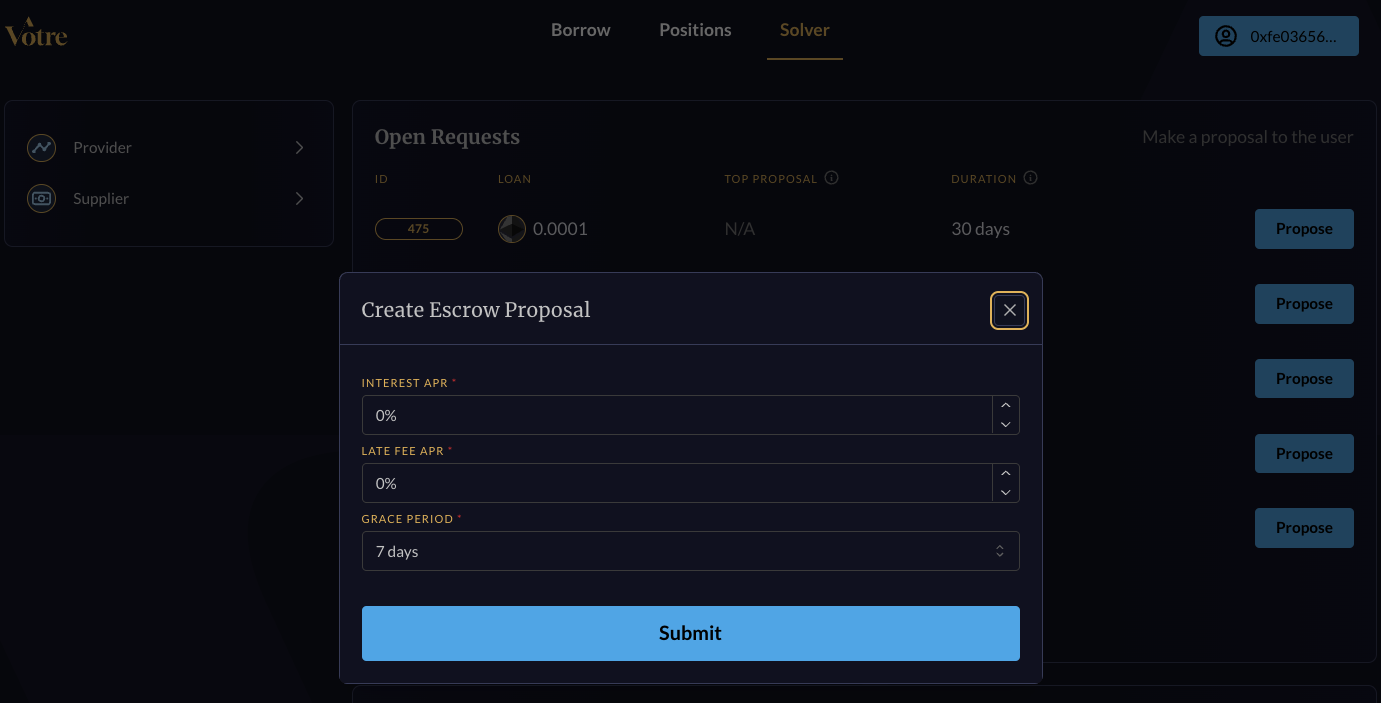 Vôtre
Borrow
Positions
Solver
0xfe03656...
Provider
Supplier
Open Requests
Make a proposal to the user
ID
LOAN
TOP PROPOSAL
DURATION
475
0.0001
N/A
30 days
Propose
Propose
Propose
Propose
Propose
Create Escrow Proposal
INTEREST APR *
0%
LATE FEE APR *
0%
GRACE PERIOD *
7 days
Submit